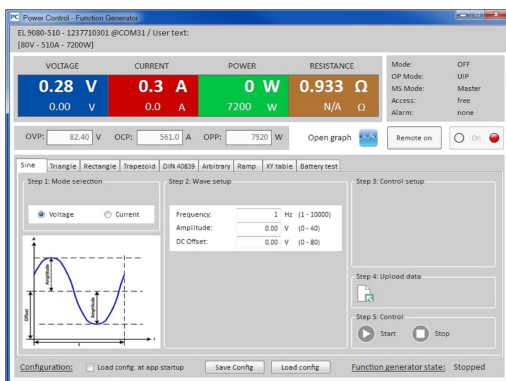 PC Power Control - Function Generator
EL 9080-510 - 1237710301 @COM31 / User text:
[80V - 510A - 7200W]
VOLTAGE CURRENT POWER RESISTANCE
0.28 V 0.3 A 0 W 0.933 Ω
0.00 V 0.0 A 7200 W N/A Ω
Mode: OFF
OP Mode: UIP
MS Mode: Master
Access: free
Alarm: none
OVP: 82.40 V OCP: 561.0 A OPP: 7920 W Open graph Remote on On
Sine Triangle Rectangle Trapezoid DIN 40839 Arbitrary Ramp XY table Battery test
Step 1: Mode selection
Voltage Current
A
Amplitude
Amplitude
Offset
t
Step 2: Wave setup
Frequency: 1 Hz (1 - 10000)
Amplitude: 0.00 V (0 - 40)
DC Offset: 0.00 V (0 - 80)
Step 3: Control setup
Step 4: Upload data
Step 5: Control
Start Stop
Configuration: Load config. at app startup Save Config Load config Function generator state: Stopped